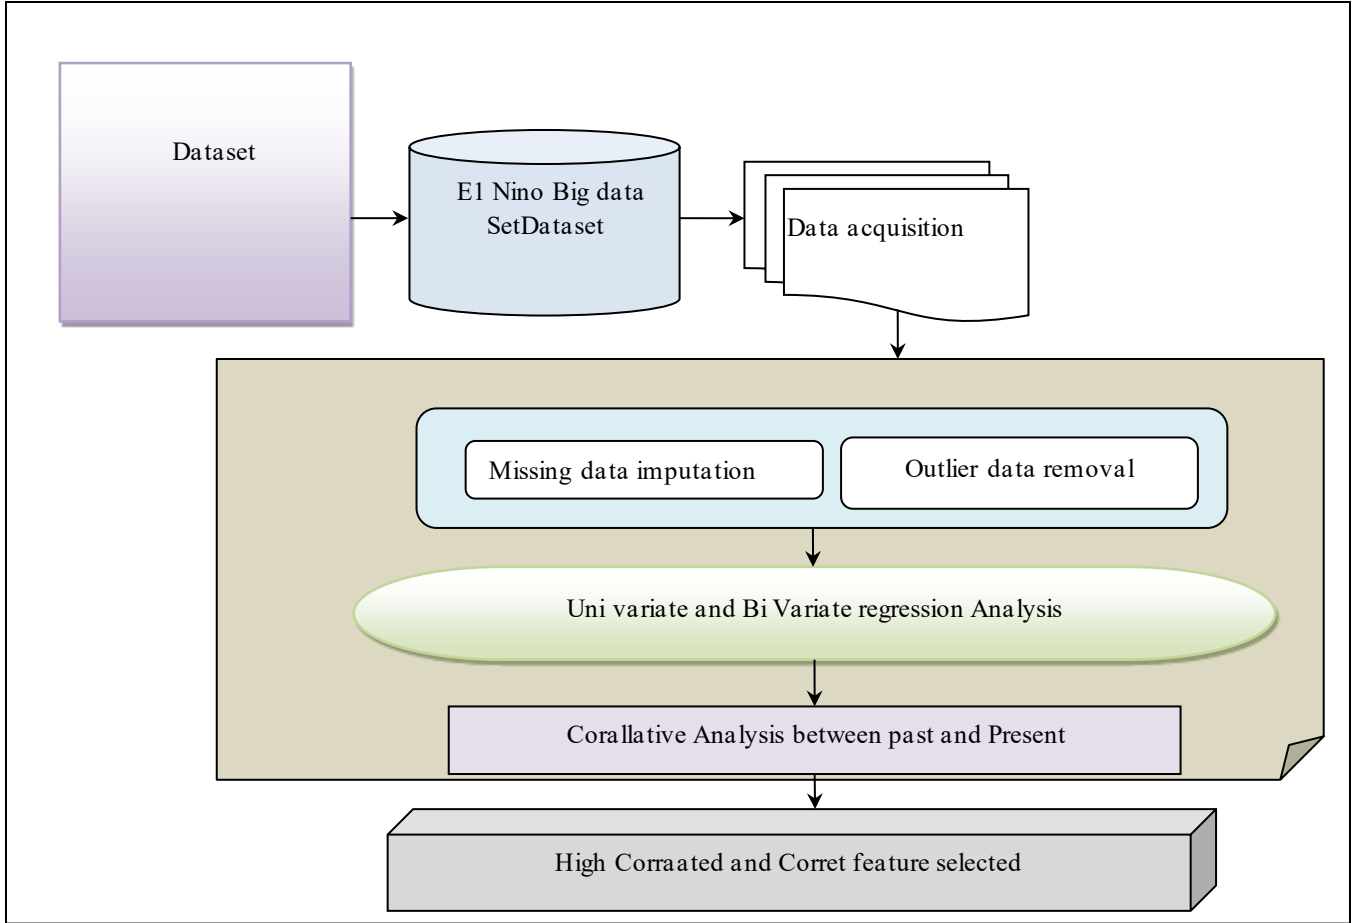 Dataset
E1 Nino Big data
SetDataset
Data acquisition
Missing data imputation
Outlier data removal
Uni variate and Bi Variate regression Analysis
Corallative Analysis between past and Present
High Corraated and Corret feature selected